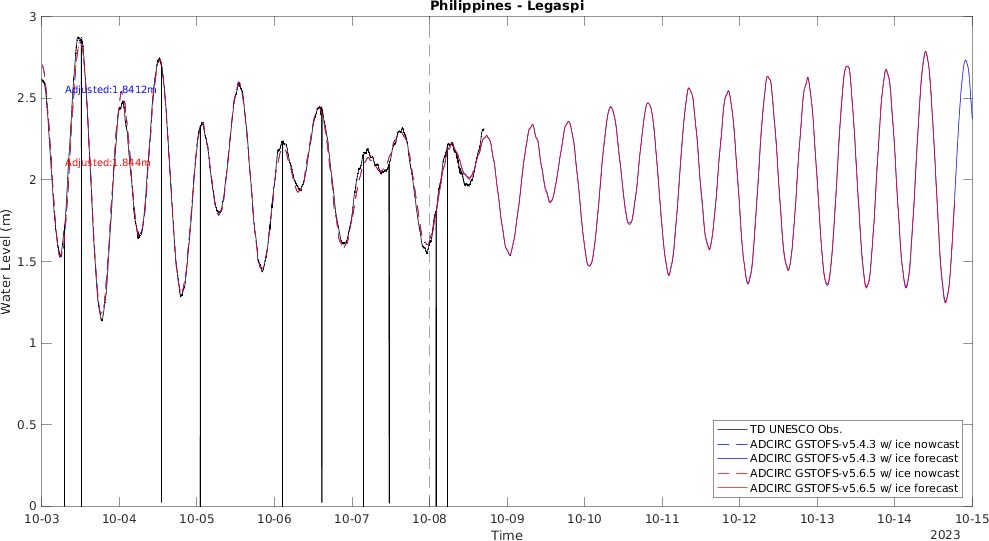 Philippines - Legaspi
3
2.5
2
1.5
1
0.5
0
Water Level (m)
Adjusted:1.8412m
Adjusted:1.844m
TD UNESCO Obs.
ADCIRC GSTOFS-v5.4.3 w/ ice nowcast
ADCIRC GSTOFS-v5.4.3 w/ ice forecast
ADCIRC GSTOFS-v5.6.5 w/ ice nowcast
ADCIRC GSTOFS-v5.6.5 w/ ice forecast
10-03 10-04 10-05 10-06 10-07 10-08 10-09 10-10 10-11 10-12 10-13 10-14 10-15
Time
2023